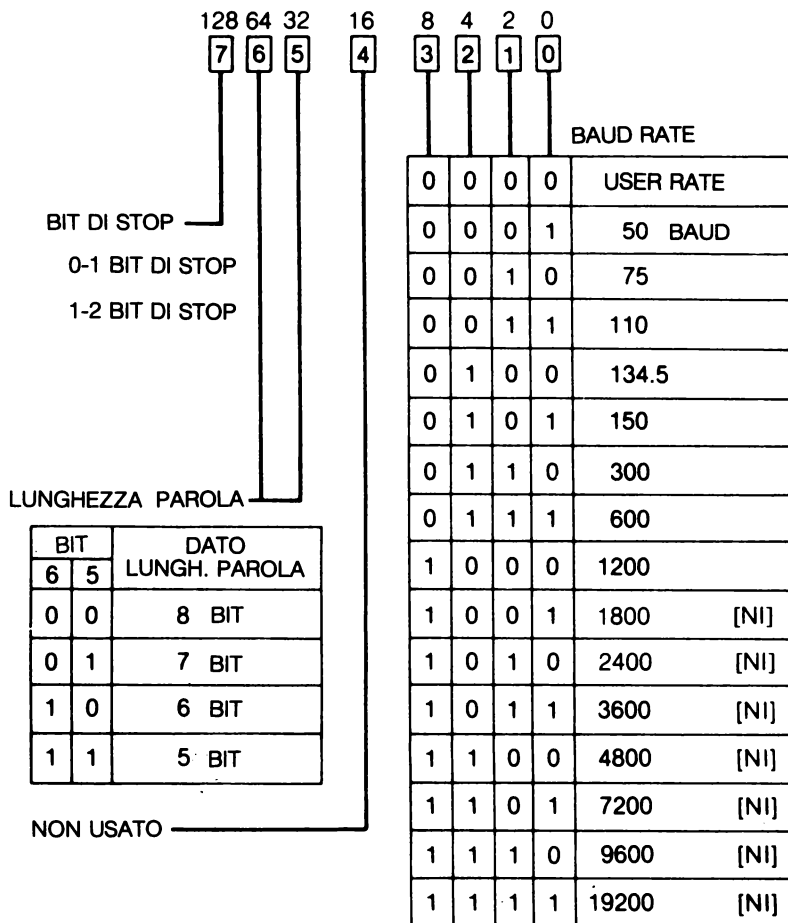 128 64 32 16 8 4 2 0
7 6 5 4 3 2 1 0
BAUD RATE
0 0 0 0 USER RATE
0 0 0 1 50 BAUD
0 0 1 0 75
0 0 1 1 110
0 1 0 0 134.5
0 1 0 1 150
0 1 1 0 300
0 1 1 1 600
1 0 0 0 1200
1 0 0 1 1800 [NI]
1 0 1 0 2400 [NI]
1 0 1 1 3600 [NI]
1 1 0 0 4800 [NI]
1 1 0 1 7200 [NI]
1 1 1 0 9600 [NI]
1 1 1 1 19200 [NI]
BIT DI STOP
0-1 BIT DI STOP
1-2 BIT DI STOP
LUNGHEZZA PAROLA
BIT DATO
6 5 LUNGH. PAROLA
0 0 8 BIT
0 1 7 BIT
1 0 6 BIT
1 1 5 BIT
NON USATO